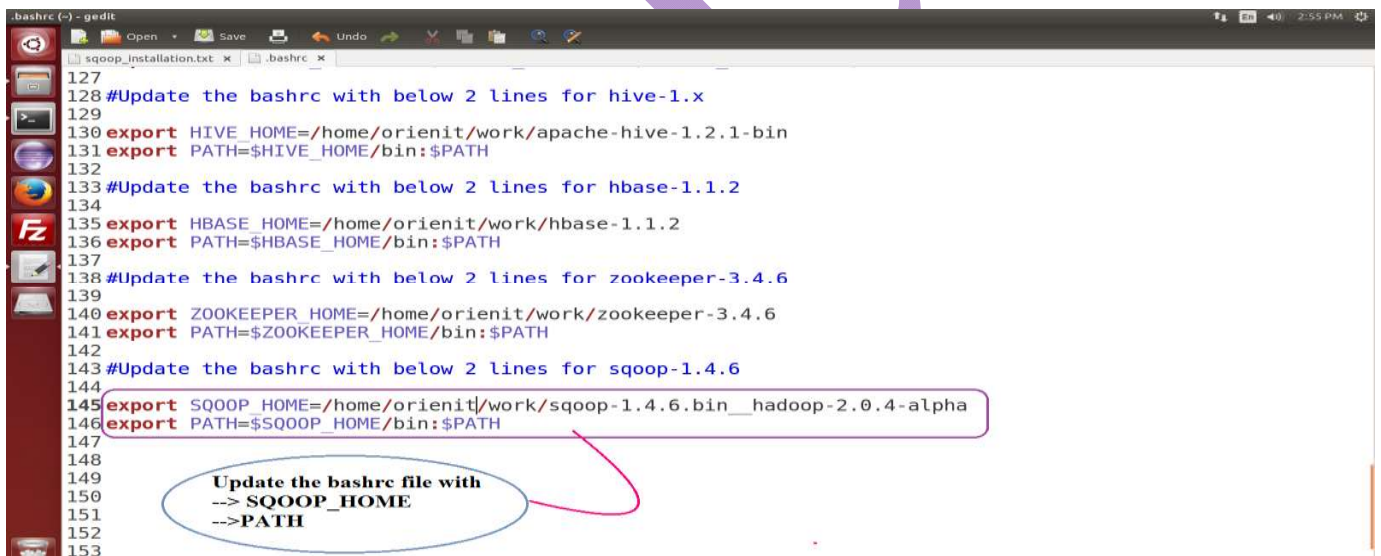 .bashrc (~) - gedit
En 2:55 PM
Open Save Undo
sqoop_installation.txt × .bashrc ×
127
128 #Update the bashrc with below 2 lines for hive-1.x
129
130 export HIVE_HOME=/home/orienit/work/apache-hive-1.2.1-bin
131 export PATH=$HIVE_HOME/bin:$PATH
132
133 #Update the bashrc with below 2 lines for hbase-1.1.2
134
135 export HBASE_HOME=/home/orienit/work/hbase-1.1.2
136 export PATH=$HBASE_HOME/bin:$PATH
137
138 #Update the bashrc with below 2 lines for zookeeper-3.4.6
139
140 export ZOOKEEPER_HOME=/home/orienit/work/zookeeper-3.4.6
141 export PATH=$ZOOKEEPER_HOME/bin:$PATH
142
143 #Update the bashrc with below 2 lines for sqoop-1.4.6
144
145 export SQOOP_HOME=/home/orienit/work/sqoop-1.4.6.bin__hadoop-2.0.4-alpha
146 export PATH=$SQOOP_HOME/bin:$PATH
147
148
149
150
151
152
153
Update the bashrc file with
--> SQOOP_HOME
-->PATH
Fz